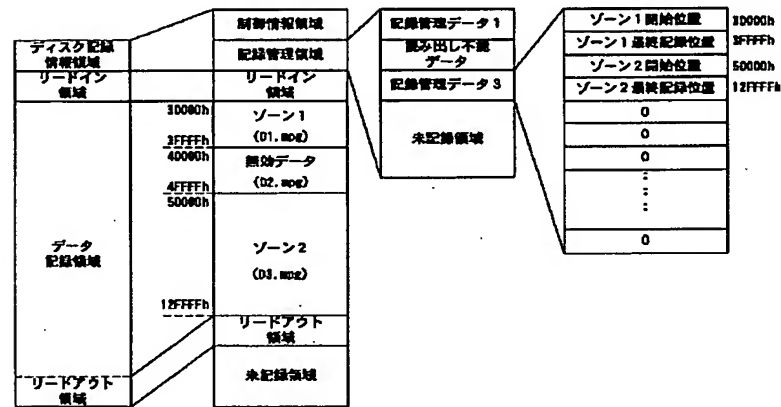 ディスク記録
情報領域
リードイン
領域
データ
記録領域
リードアウト
領域
30000h
3FFFFh
40000h
4FFFFh
50000h
12FFFFh
制御情報領域
記録管理領域
リードイン
領域
ゾーン1
(D1.mpg)
無効データ
(D2.mpg)
ゾーン2
(D3.mpg)
リードアウト
領域
未記録領域
記録管理データ1
読み出し不能
データ
記録管理データ3
未記録領域
ゾーン1開始位置
ゾーン1最終記録位置
ゾーン2開始位置
ゾーン2最終記録位置
0
0
0
0
30000h
3FFFFh
50000h
12FFFFh